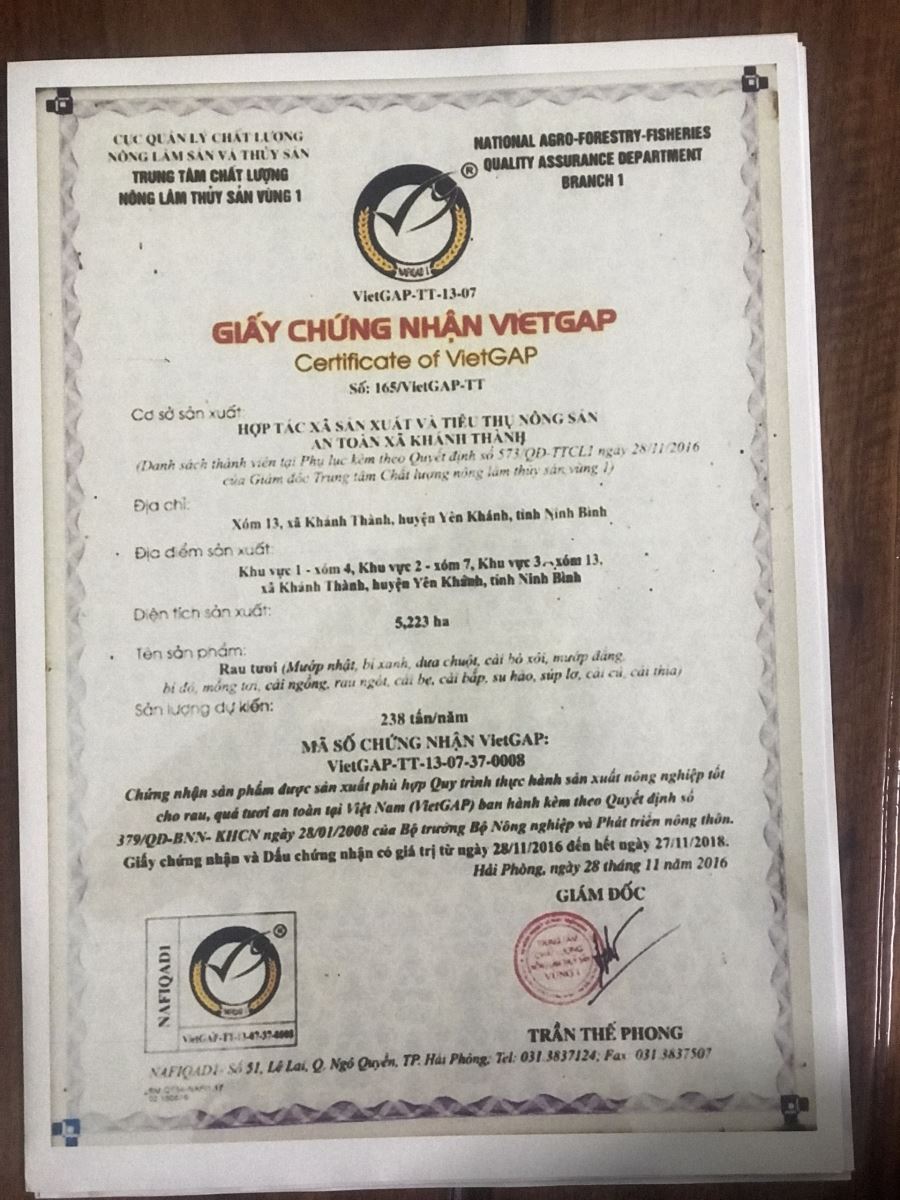 CỤC QUẢN LÝ CHẤT LƯỢNG
NÔNG LÂM SẢN VÀ THỦY SẢN
TRUNG TÂM CHẤT LƯỢNG
NÔNG LÂM THỦY SẢN VÙNG 1
NATIONAL AGRO-FORESTRY-FISHERIES
QUALITY ASSURANCE DEPARTMENT
BRANCH 1
®
VietGAP-TT-13-07
GIẤY CHỨNG NHẬN VIETGAP
Certificate of VietGAP
Số: 165/VietGAP-TT
Cơ sở sản xuất:
HỢP TÁC XÃ SẢN XUẤT VÀ TIÊU THỤ NÔNG SẢN
AN TOÀN XÃ KHÁNH THÀNH
(Danh sách thành viên tại Phụ lục kèm theo Quyết định số 573/QĐ-TTCL1 ngày 28/11/2016
của Giám đốc Trung tâm Chất lượng nông lâm thủy sản vùng 1)
Địa chỉ:
Xóm 13, xã Khánh Thành, huyện Yên Khánh, tỉnh Ninh Bình
Địa điểm sản xuất:
Khu vực 1 - xóm 4, Khu vực 2 - xóm 7, Khu vực 3 - xóm 13,
xã Khánh Thành, huyện Yên Khánh, tỉnh Ninh Bình
Diện tích sản xuất:
5,223 ha
Tên sản phẩm:
Rau tươi (Mướp nhật, bí xanh, dưa chuột, cải bó xôi, mướp đắng,
bí đỏ, mồng tơi, cải ngồng, rau ngót, cải bẹ, cải bắp, su hào, súp lơ, cải củ, cải thìa)
Sản lượng dự kiến:
238 tấn/năm
MÃ SỐ CHỨNG NHẬN VietGAP:
VietGAP-TT-13-07-37-0008
Chứng nhận sản phẩm được sản xuất phù hợp Quy trình thực hành sản xuất nông nghiệp tốt
cho rau, quả tươi an toàn tại Việt Nam (VietGAP) ban hành kèm theo Quyết định số
379/QĐ-BNN- KHCN ngày 28/01/2008 của Bộ trưởng Bộ Nông nghiệp và Phát triển nông thôn.
Giấy chứng nhận và Dấu chứng nhận có giá trị từ ngày 28/11/2016 đến hết ngày 27/11/2018.
Hải Phòng, ngày 28 tháng 11 năm 2016
GIÁM ĐỐC
NAFIQAD1
®
VietGAP-TT-13-07-37-0008
TRUNG TÂM
CHẤT LƯỢNG
NÔNG LÂM THỦY SẢN
VÙNG 1
TRẦN THẾ PHONG
NAFIQAD1- Số 51, Lê Lai, Q. Ngô Quyền, TP. Hải Phòng; Tel: 031.3837124; Fax: 031.3837507